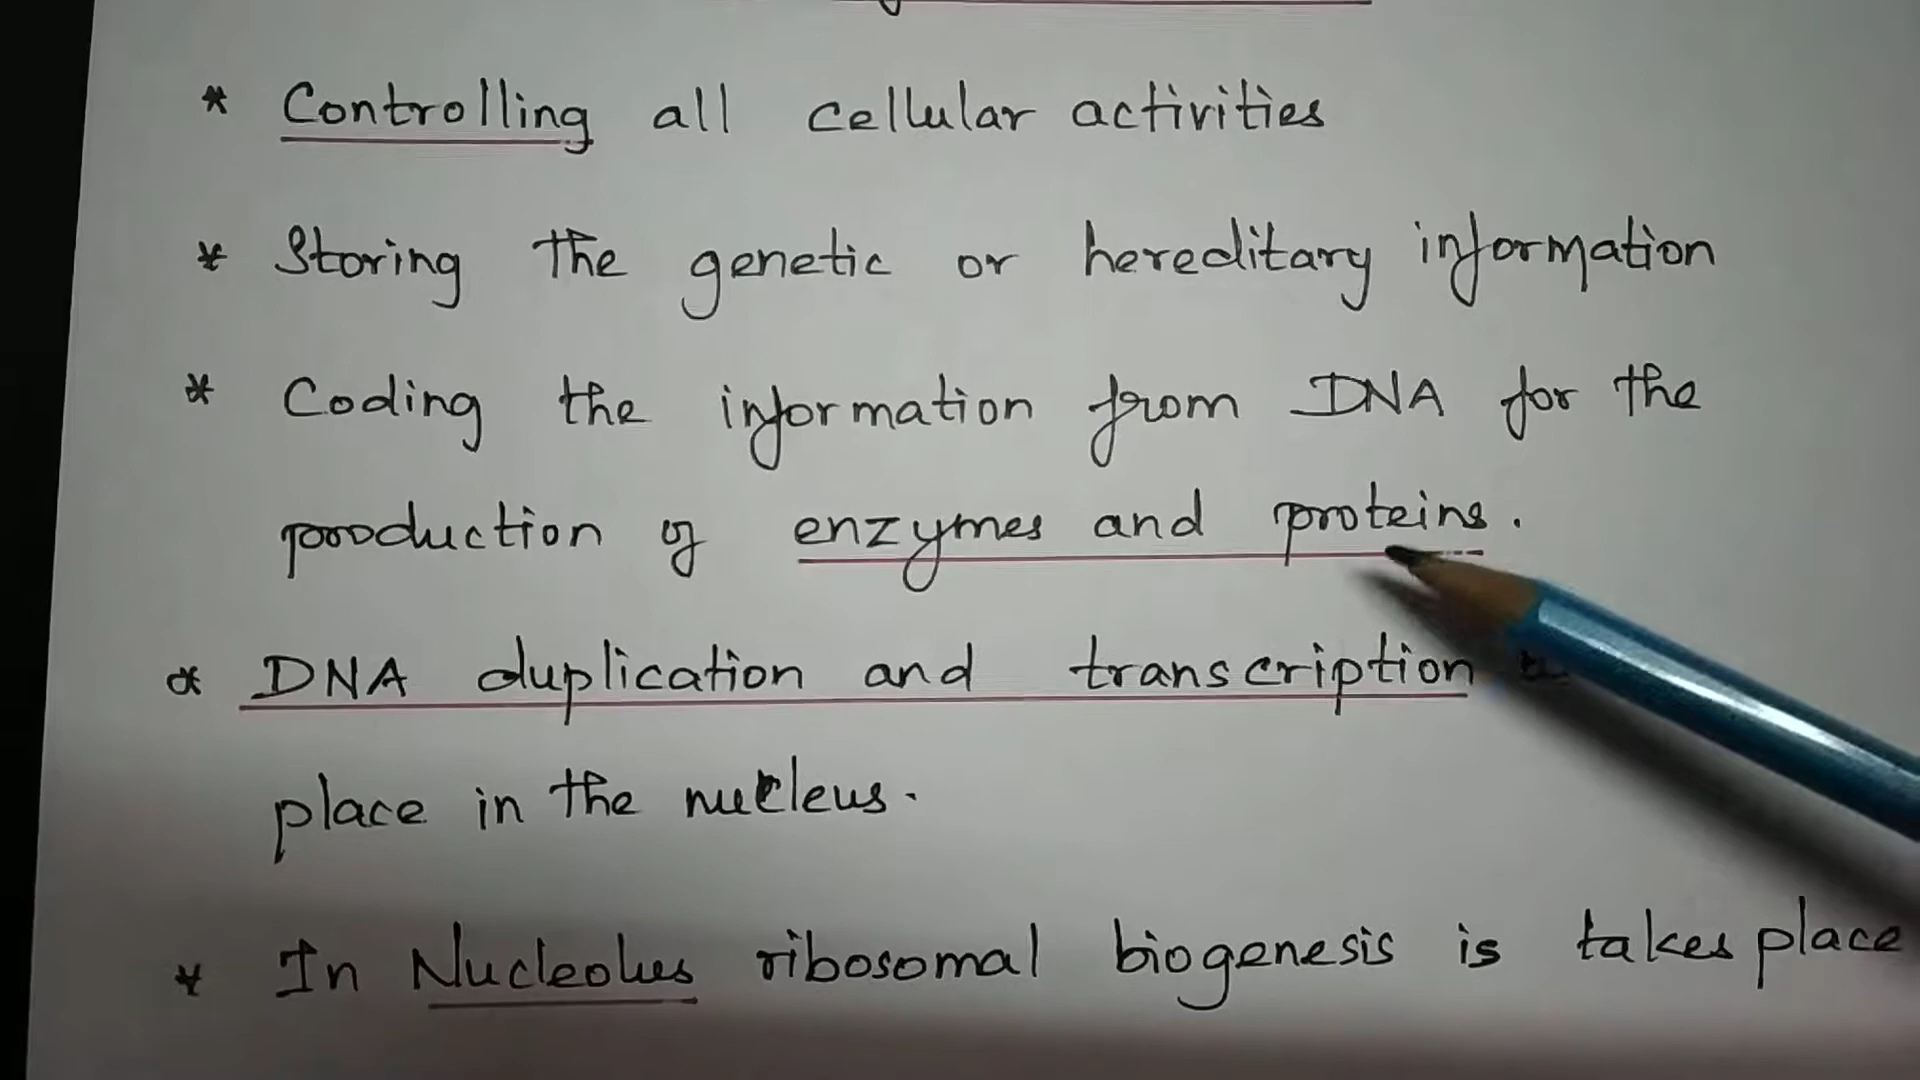 * Controlling all cellular activities
* Storing the genetic or hereditary information
* Coding the information from DNA for the
production of enzymes and proteins.
* DNA duplication and transcription
place in the nucleus.
* In Nucleolus ribosomal biogenesis is takes place